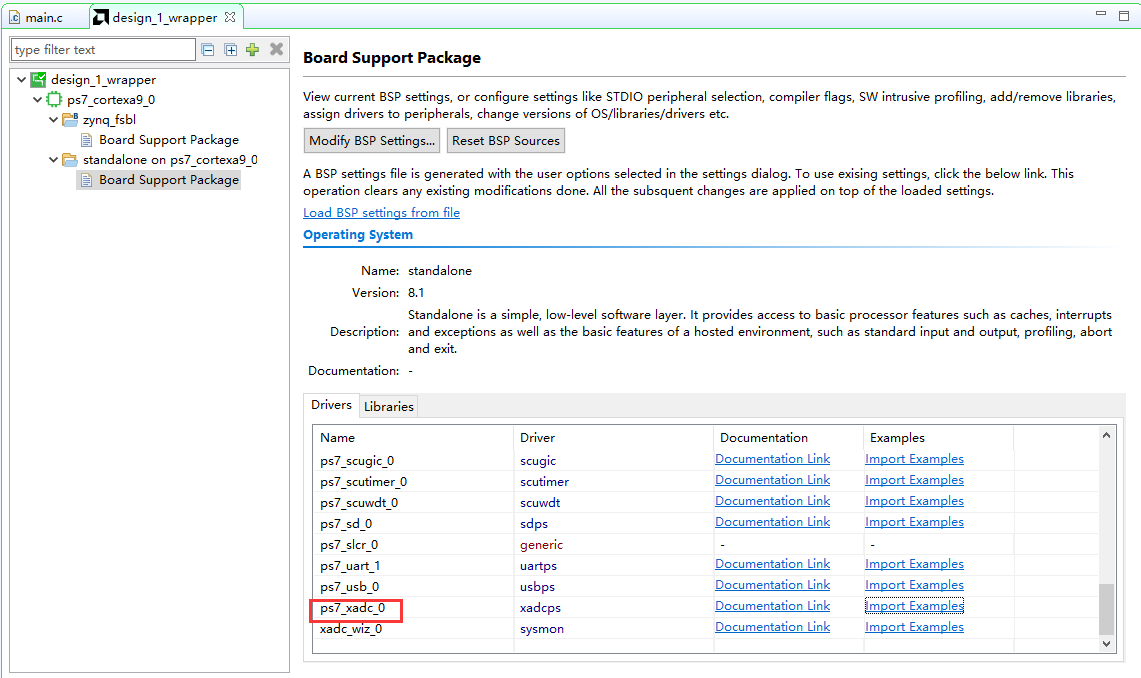 main.c
design_1_wrapper
type filter text
design_1_wrapper
ps7_cortexa9_0
zynq_fsbl
Board Support Package
standalone on ps7_cortexa9_0
Board Support Package
Board Support Package
View current BSP settings, or configure settings like STDIO peripheral selection, compiler flags, SW intrusive profiling, add/remove libraries,
assign drivers to peripherals, change versions of OS/libraries/drivers etc.
Modify BSP Settings... Reset BSP Sources
A BSP settings file is generated with the user options selected in the settings dialog. To use exising settings, click the below link. This
operation clears any existing modifications done. All the subsquent changes are applied on top of the loaded settings.
Load BSP settings from file
Operating System
Name: standalone
Version: 8.1
Description: Standalone is a simple, low-level software layer. It provides access to basic processor features such as caches, interrupts
and exceptions as well as the basic features of a hosted environment, such as standard input and output, profiling, abort
and exit.
Documentation: -
Drivers Libraries
Name Driver Documentation Examples
ps7_scugic_0 scugic Documentation Link Import Examples
ps7_scutimer_0 scutimer Documentation Link Import Examples
ps7_scuwdt_0 scuwdt Documentation Link Import Examples
ps7_sd_0 sdps Documentation Link Import Examples
ps7_slcr_0 generic - -
ps7_uart_1 uartps Documentation Link Import Examples
ps7_usb_0 usbps Documentation Link Import Examples
ps7_xadc_0 xadcps Documentation Link Import Examples
xadc_wiz_0 sysmon Documentation Link Import Examples